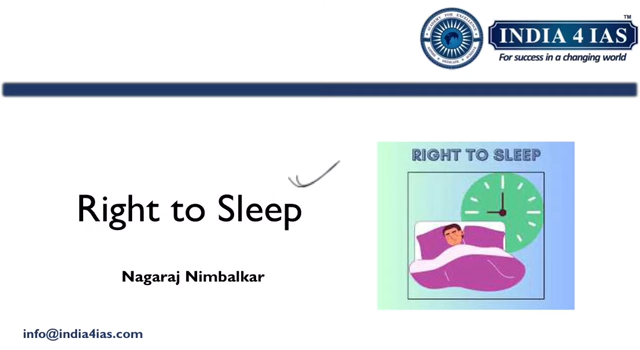 TM
INDIA 4 IAS
For success in a changing world
RIGHT TO SLEEP
Right to Sleep
Nagaraj Nimbalkar
info@india4ias.com